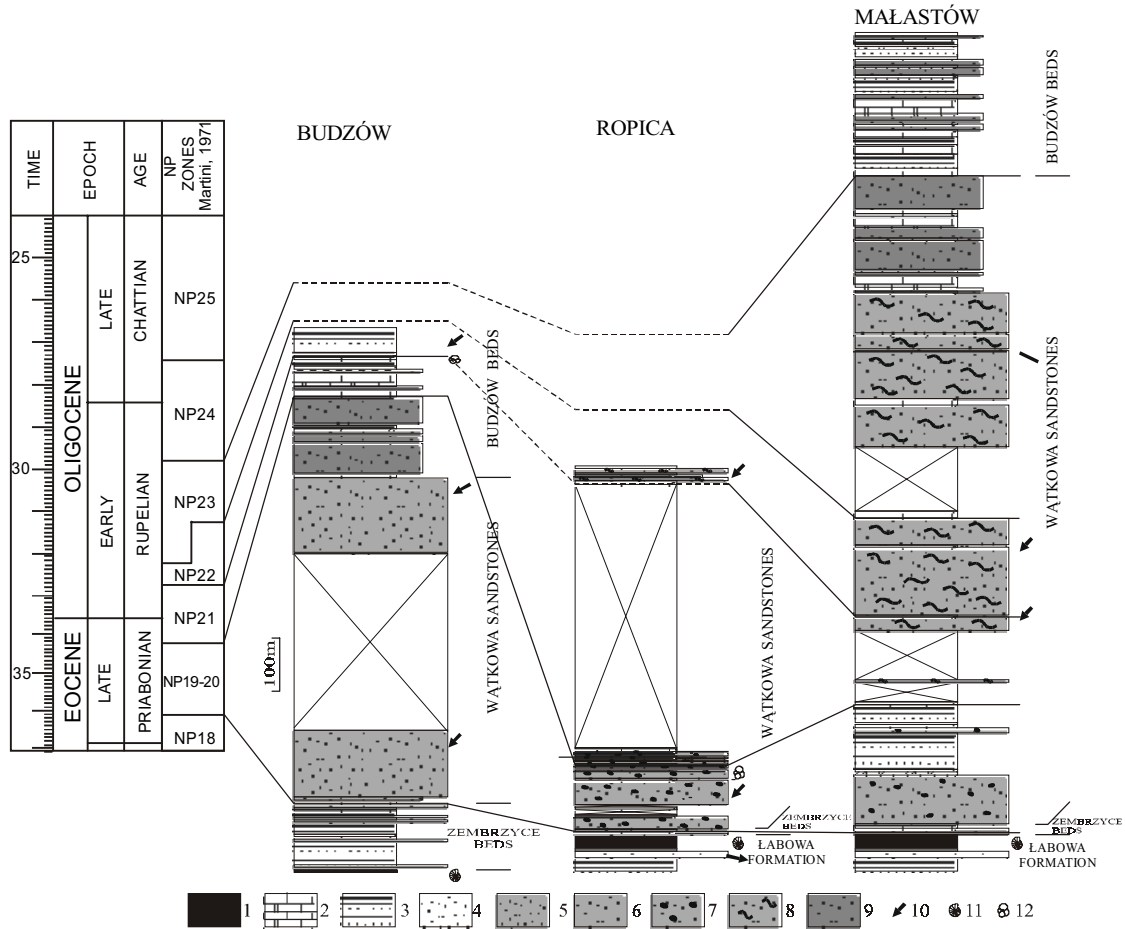 MAŁASTÓW
BUDZÓW
ROPICA
BUDZÓW BEDS
TIME
EPOCH
AGE
NP
ZONES
Martini, 1971
25
30
35
OLIGOCENE
EOCENE
LATE
EARLY
LATE
CHATTIAN
RUPELIAN
PRIABONIAN
NP25
NP24
NP23
NP22
NP21
NP19-20
NP18
100m
BUDZÓW BEDS
WĄTKOWA SANDSTONES
ZEMBRZYCE
BEDS
WĄTKOWA SANDSTONES
ZEMBRZYCE
BEDS
ŁABOWA
FORMATION
WĄTKOWA SANDSTONES
ZEMBRZYCE
BEDS
ŁABOWA
FORMATION
1 2 3 4 5 6 7 8 9 10 11 12